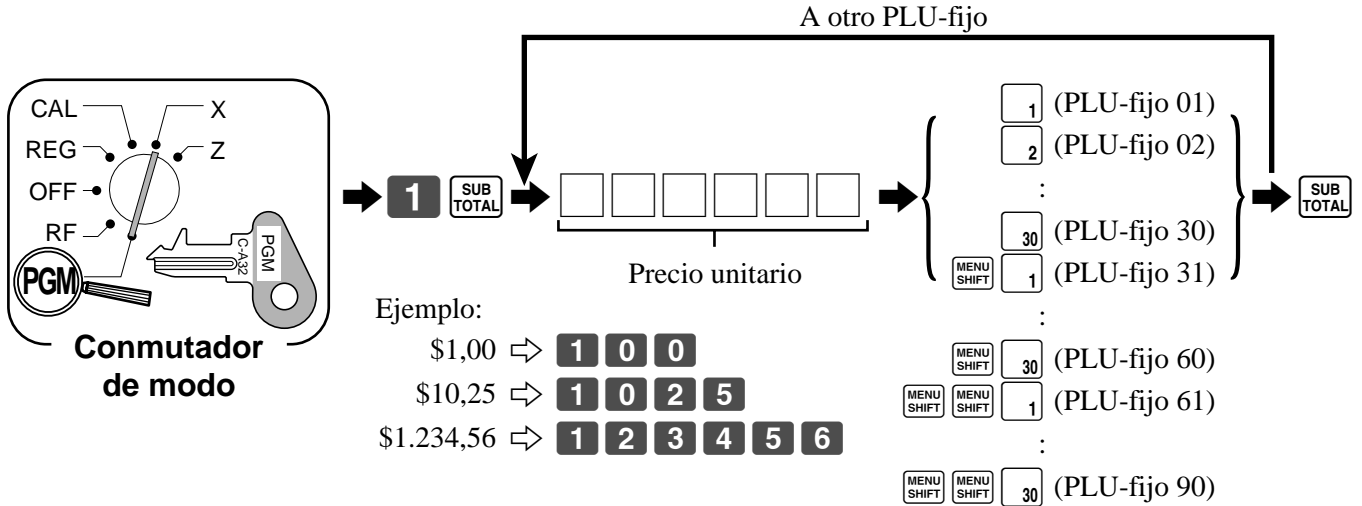 A otro PLU-fijo
CAL
X
REG
Z
OFF
RF
PGM
C-A32
PGM
Conmutador
de modo
1
SUB
TOTAL
Precio unitario
Ejemplo:
$1,00 ⇨ 1 0 0
$10,25 ⇨ 1 0 2 5
$1.234,56 ⇨ 1 2 3 4 5 6
1 (PLU-fijo 01)
2 (PLU-fijo 02)
:
30 (PLU-fijo 30)
MENU
SHIFT
1 (PLU-fijo 31)
:
MENU
SHIFT
30 (PLU-fijo 60)
MENU MENU
SHIFT SHIFT
1 (PLU-fijo 61)
:
MENU MENU
SHIFT SHIFT
30 (PLU-fijo 90)
SUB
TOTAL